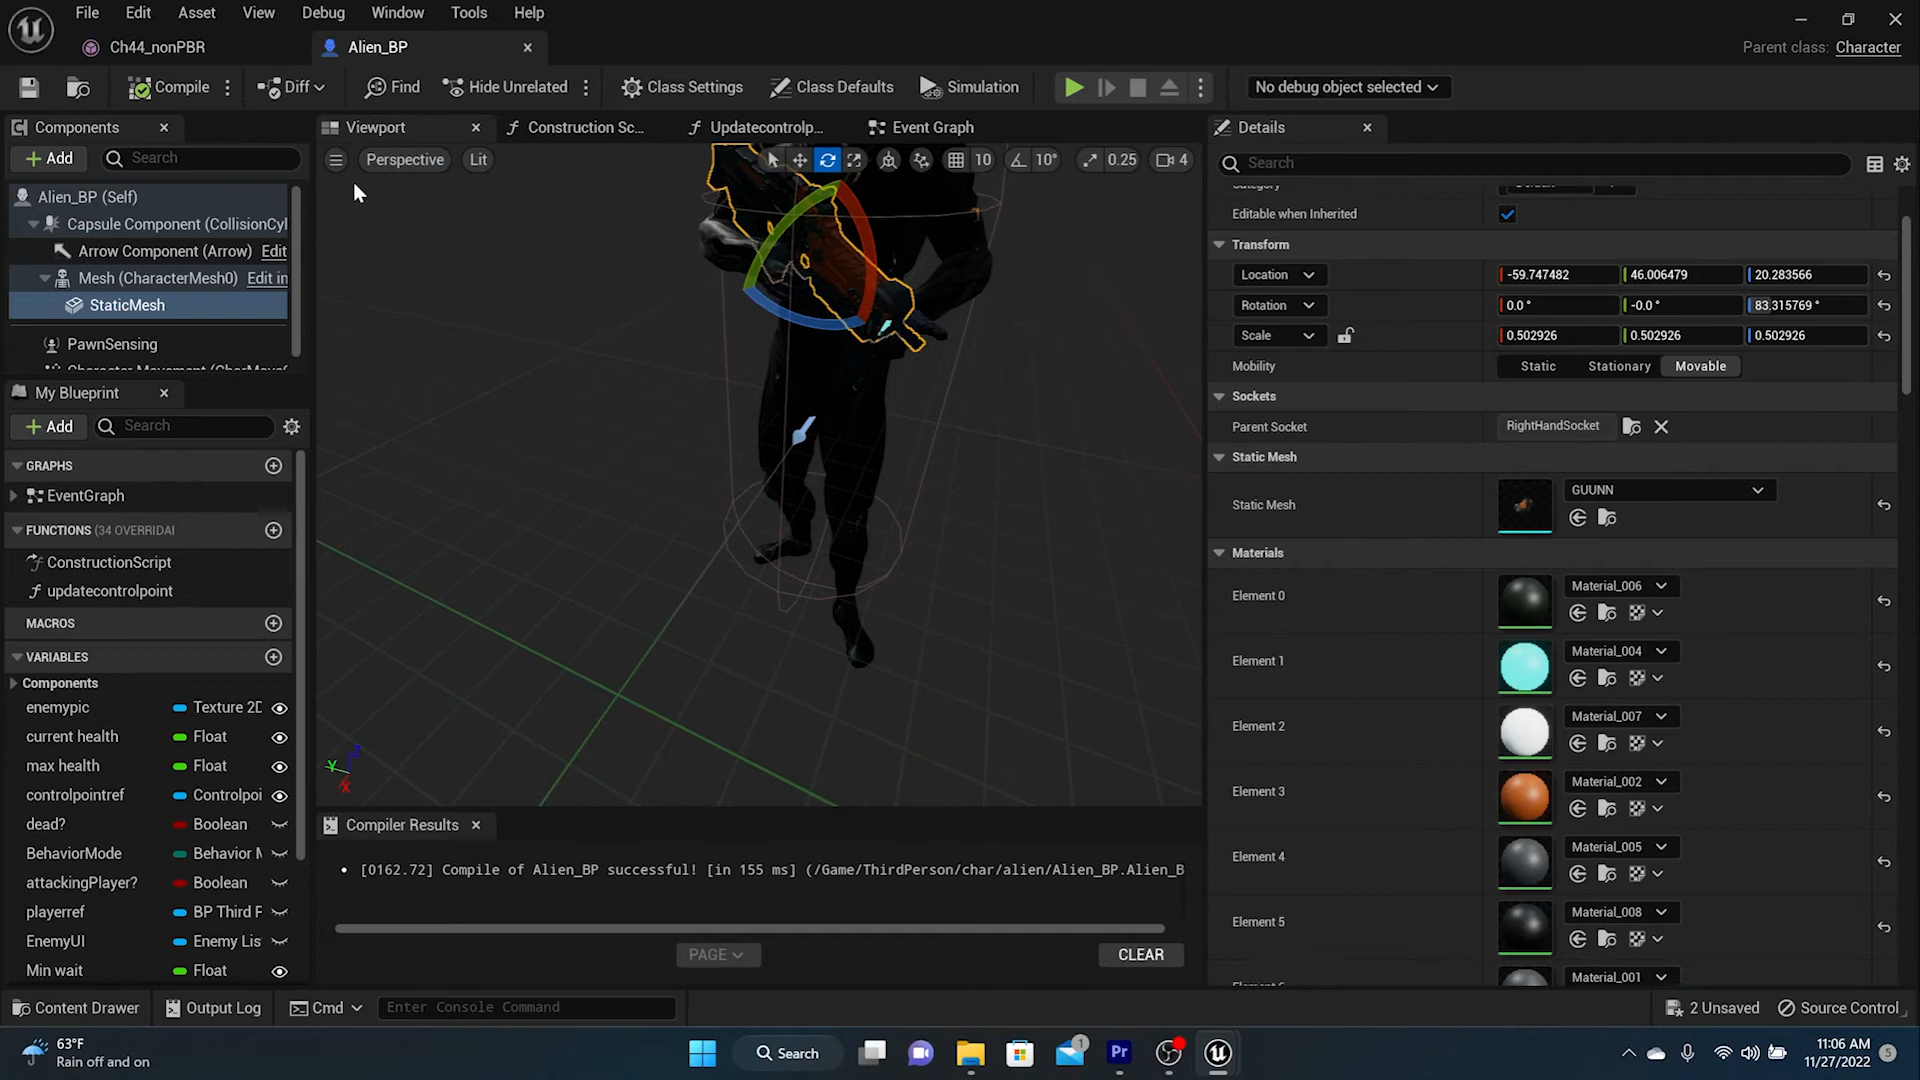 File Edit Asset View Debug Window Tools Help
Ch44_nonPBR
Alien_BP
Parent class: Character
Compile
Diff
Find
Hide Unrelated
Class Settings
Class Defaults
Simulation
No debug object selected
Components
Add
Search
Alien_BP (Self)
Capsule Component (CollisionCyl
Arrow Component (Arrow) Edit
Mesh (CharacterMesh0) Edit in
StaticMesh
PawnSensing
My Blueprint
Add
Search
GRAPHS
EventGraph
FUNCTIONS (34 OVERRIDAI
ConstructionScript
updatecontrolpoint
MACROS
VARIABLES
Components
enemypic Texture 2D
current health Float
max health Float
controlpointref Controlpoi
dead? Boolean
BehaviorMode Behavior M
attackingPlayer? Boolean
playerref BP Third P
EnemyUI Enemy Lis
Min wait Float
Viewport
Construction Sc...
Updatecontrolp...
Event Graph
Perspective
Lit
10
10°
0.25
4
Z
Y
X
Compiler Results
[0162.72] Compile of Alien_BP successful! [in 155 ms] (/Game/ThirdPerson/char/alien/Alien_BP.Alien_B
PAGE
CLEAR
Details
Search
Editable when Inherited
Transform
Location -59.747482 46.006479 20.283566
Rotation 0.0 ° -0.0 ° 83.315769 °
Scale 0.502926 0.502926 0.502926
Mobility Static Stationary Movable
Sockets
Parent Socket RightHandSocket
Static Mesh
Static Mesh GUUNN
Materials
Element 0 Material_006
Element 1 Material_004
Element 2 Material_007
Element 3 Material_002
Element 4 Material_005
Element 5 Material_008
Material_001
Content Drawer
Output Log
Cmd
Enter Console Command
2 Unsaved
Source Control
63°F
Rain off and on
Search
1
Pr
11:06 AM
11/27/2022
5